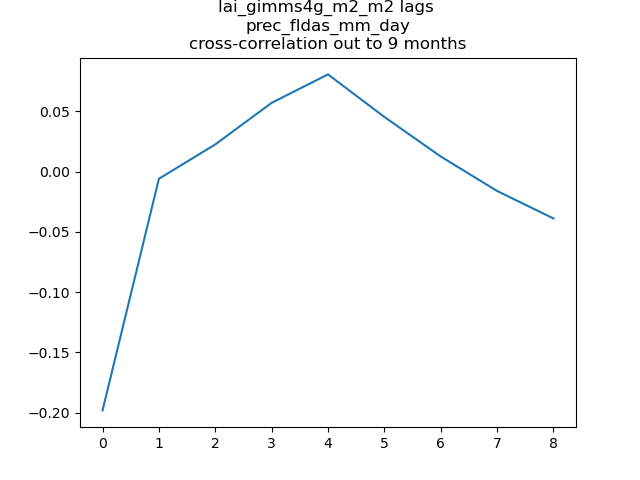 lai_gimms4g_m2_m2 lags
prec_fldas_mm_day
cross-correlation out to 9 months
0.05
0.00
−0.05
−0.10
−0.15
−0.20
0 1 2 3 4 5 6 7 8